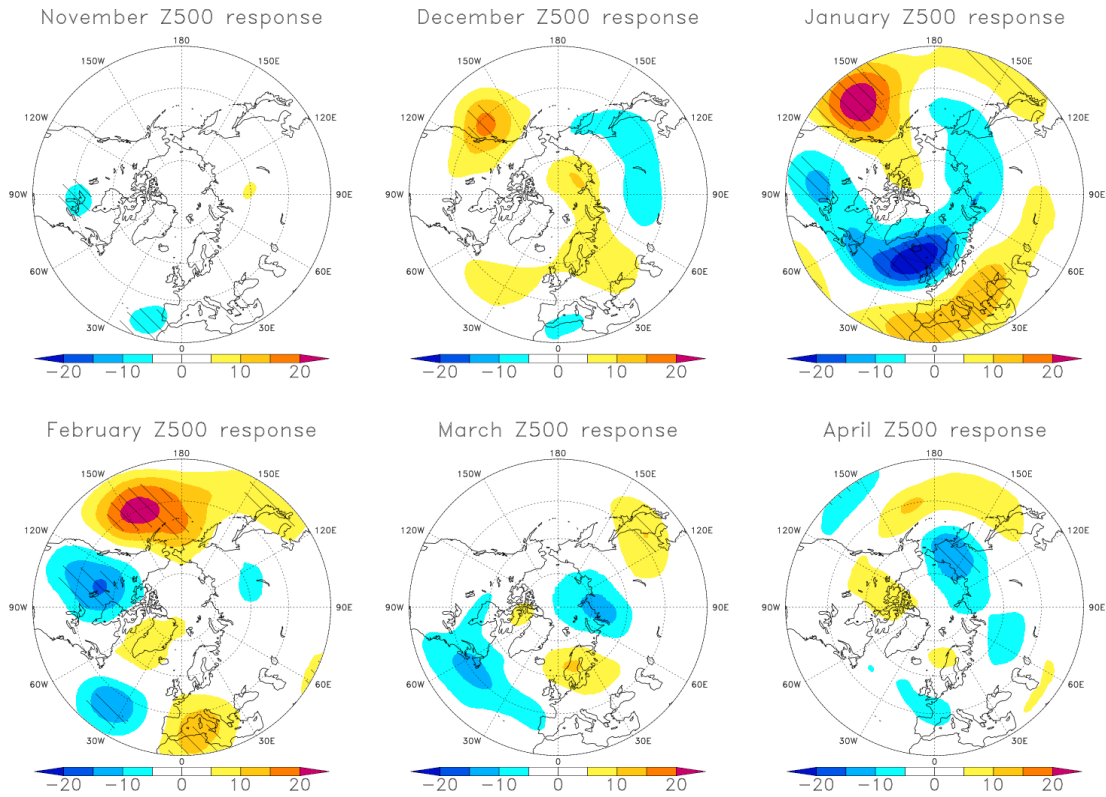 November Z500 response
December Z500 response
January Z500 response
180
180
180
150W 150E
150W 150E
150W 150E
120W 120E
120W 120E
120W 120E
90W 90E
90W 90E
90W 90E
60W 60E
60W 60E
60W 60E
30W 30E
30W 30E
30W 30E
0
0
0
−20 −10 0 10 20
−20 −10 0 10 20
−20 −10 0 10 20
February Z500 response
March Z500 response
April Z500 response
180
180
180
150W 150E
150W 150E
150W 150E
120W 120E
120W 120E
120W 120E
90W 90E
90W 90E
90W 90E
60W 60E
60W 60E
60W 60E
30W 30E
30W 30E
30W 30E
0
0
0
−20 −10 0 10 20
−20 −10 0 10 20
−20 −10 0 10 20